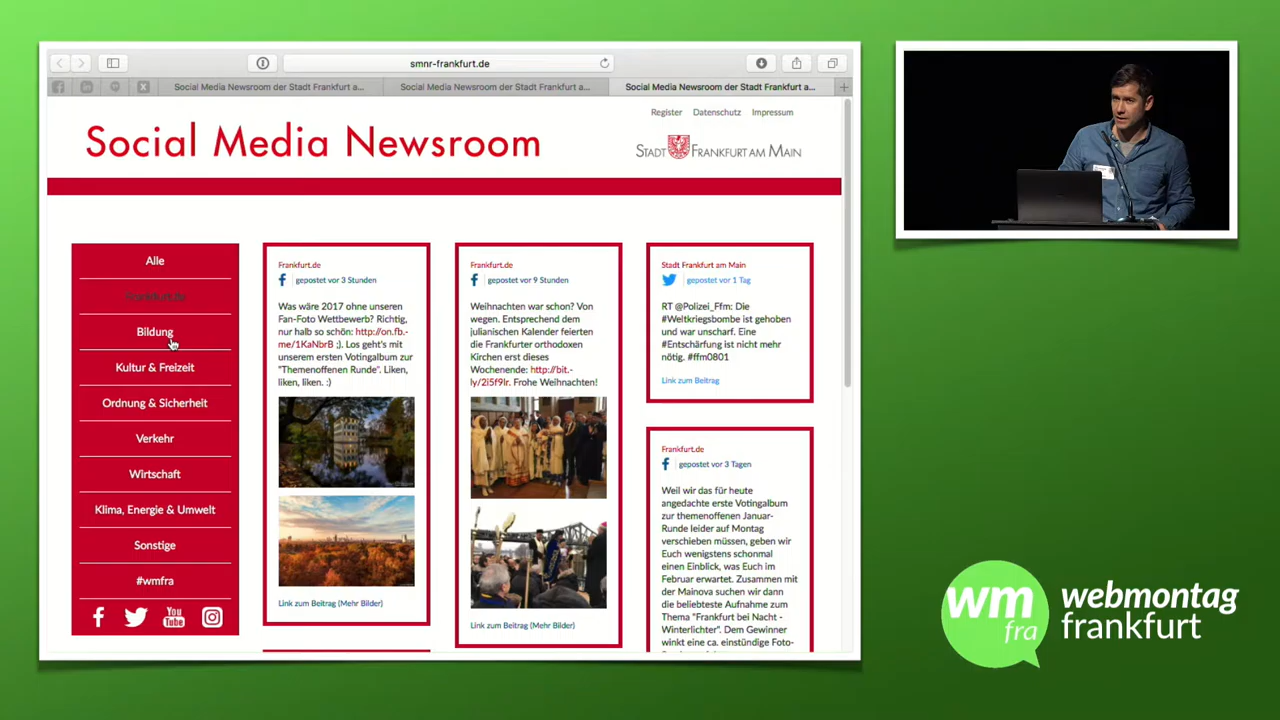 smnr-frankfurt.de
Social Media Newsroom der Stadt Frankfurt a...
Social Media Newsroom der Stadt Frankfurt a...
Social Media Newsroom der Stadt Frankfurt a...
Register Datenschutz Impressum
Social Media Newsroom
STADT FRANKFURT AM MAIN
Alle
Frankfurt.de
Bildung
Kultur & Freizeit
Ordnung & Sicherheit
Verkehr
Wirtschaft
Klima, Energie & Umwelt
Sonstige
#wmfra
You
Tube
Frankfurt.de
gepostet vor 3 Stunden
Was wäre 2017 ohne unseren
Fan-Foto Wettbewerb? Richtig,
nur halb so schön: http://on.fb.-
me/1KaNbrB ;). Los geht's mit
unserem ersten Votingalbum zur
"Themenoffenen Runde". Liken,
liken, liken. :)
Link zum Beitrag (Mehr Bilder)
Frankfurt.de
gepostet vor 9 Stunden
Weihnachten war schon? Von
wegen. Entsprechend dem
julianischen Kalender feierten
die Frankfurter orthodoxen
Kirchen erst dieses
Wochenende: http://bit.-
ly/2i5f9Ir. Frohe Weihnachten!
Link zum Beitrag (Mehr Bilder)
Stadt Frankfurt am Main
gepostet vor 1 Tag
RT @Polizei_Ffm: Die
#Weltkriegsbombe ist gehoben
und war unscharf. Eine
#Entschärfung ist nicht mehr
nötig. #ffm0801
Link zum Beitrag
Frankfurt.de
gepostet vor 3 Tagen
Weil wir das für heute
angedachte erste Votingalbum
zur themenoffenen Januar-
Runde leider auf Montag
verschieben müssen, geben wir
Euch wenigstens schonmal
einen Einblick, was Euch im
Februar erwartet. Zusammen mit
der Mainova suchen wir dann
die beliebteste Aufnahme zum
Thema "Frankfurt bei Nacht -
Winterlichter". Dem Gewinner
winkt eine ca. einstündige Foto-
wm
fra
webmontag
frankfurt